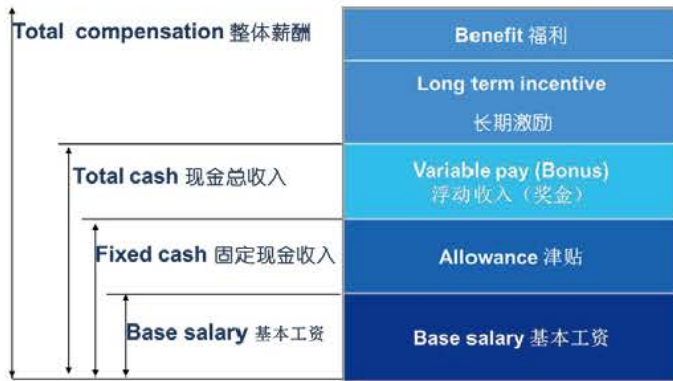 Total compensation 整体薪酬
Benefit 福利
Long term incentive
长期激励
Total cash 现金总收入
Variable pay (Bonus)
浮动收入（奖金）
Fixed cash 固定现金收入
Allowance 津贴
Base salary 基本工资
Base salary 基本工资